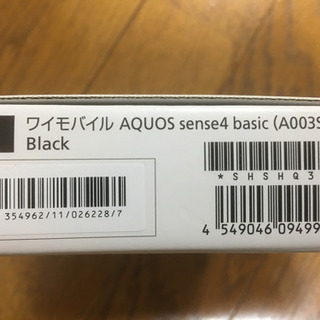 ワイモバイル AQUOS sense4 basic (A003S
Black
*SHSHQ3
354962/11/026228/7
4 549046 09499